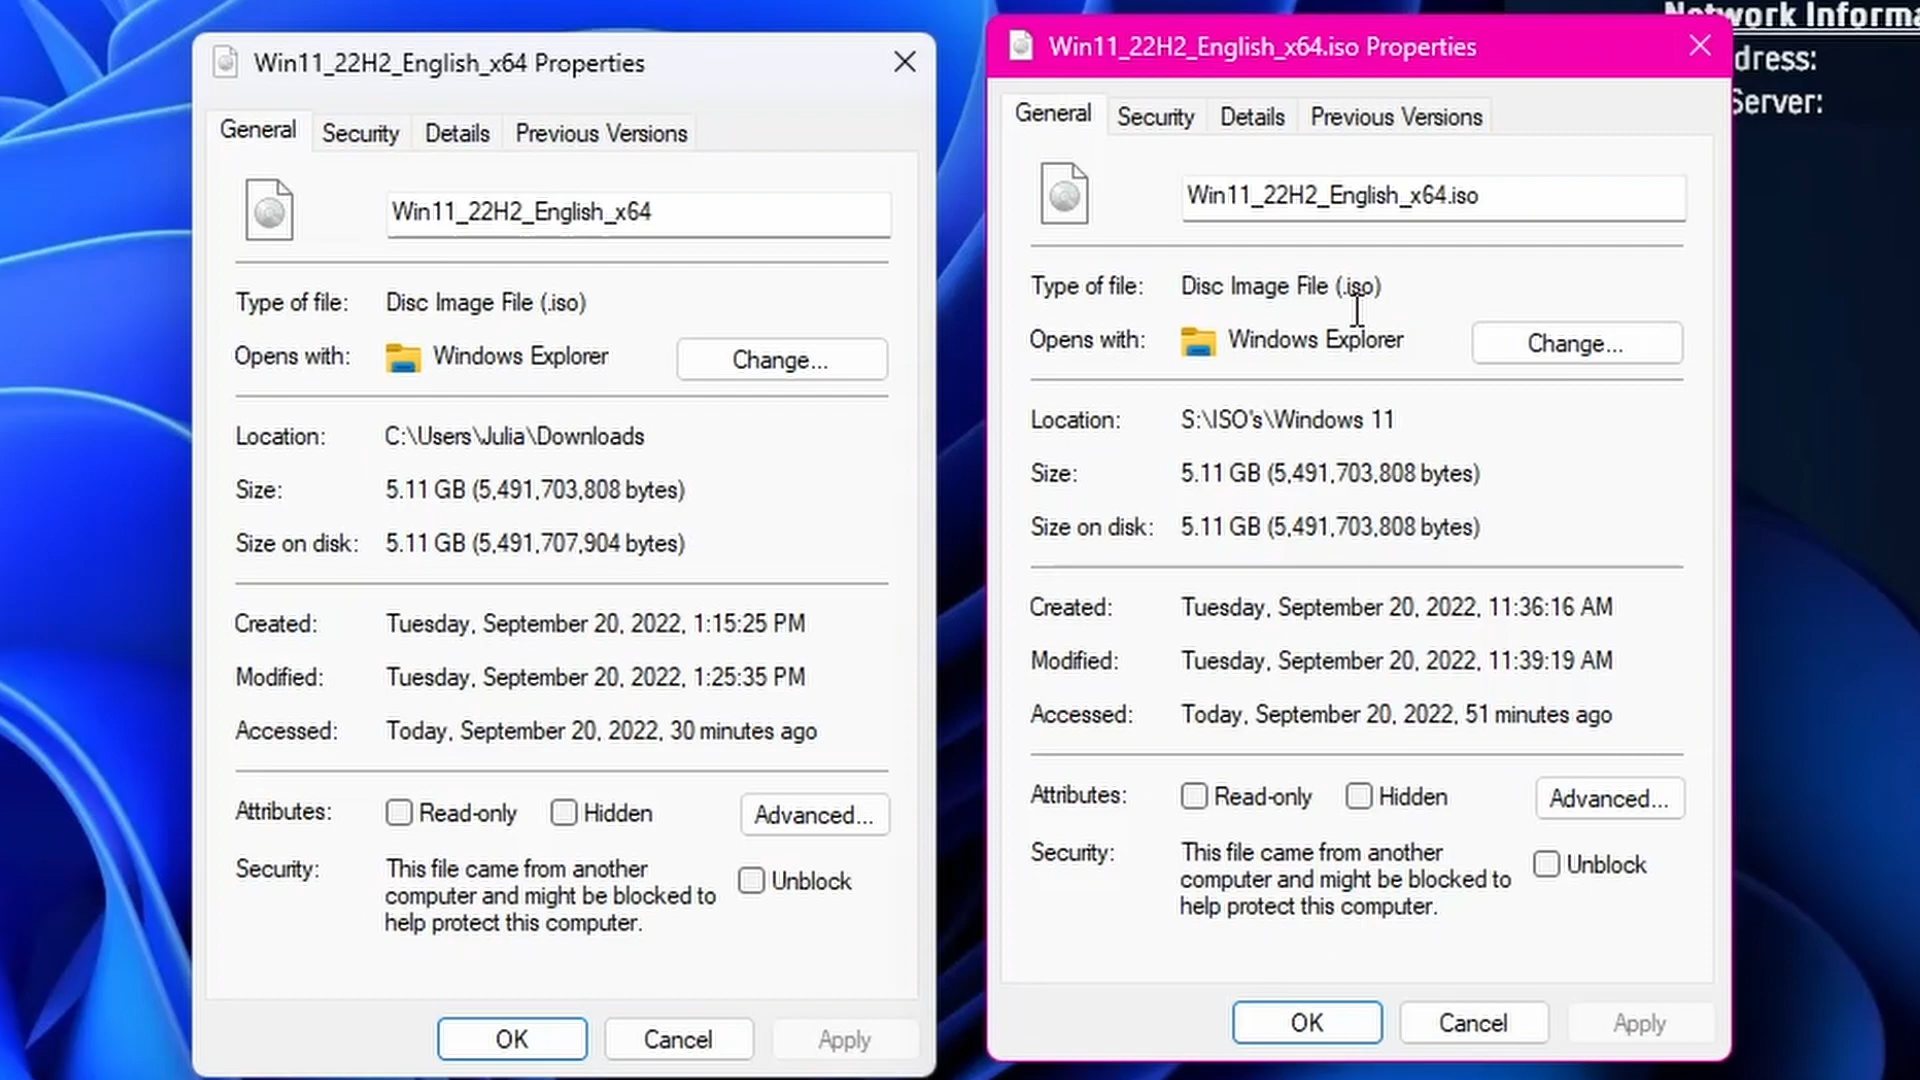 Win11_22H2_English_x64 Properties
General Security Details Previous Versions
Win11_22H2_English_x64
Type of file: Disc Image File (.iso)
Opens with: Windows Explorer Change...
Location: C:\Users\Julia\Downloads
Size: 5.11 GB (5,491,703,808 bytes)
Size on disk: 5.11 GB (5,491,707,904 bytes)
Created: Tuesday, September 20, 2022, 1:15:25 PM
Modified: Tuesday, September 20, 2022, 1:25:35 PM
Accessed: Today, September 20, 2022, 30 minutes ago
Attributes: Read-only Hidden Advanced...
Security: This file came from another
computer and might be blocked to
help protect this computer.
Unblock
OK Cancel Apply
Win11_22H2_English_x64.iso Properties
General Security Details Previous Versions
Win11_22H2_English_x64.iso
Type of file: Disc Image File (.iso)
Opens with: Windows Explorer Change...
Location: S:\ISO's\Windows 11
Size: 5.11 GB (5,491,703,808 bytes)
Size on disk: 5.11 GB (5,491,703,808 bytes)
Created: Tuesday, September 20, 2022, 11:36:16 AM
Modified: Tuesday, September 20, 2022, 11:39:19 AM
Accessed: Today, September 20, 2022, 51 minutes ago
Attributes: Read-only Hidden Advanced...
Security: This file came from another
computer and might be blocked to
help protect this computer.
Unblock
OK Cancel Apply
Network Informa
dress:
Server: